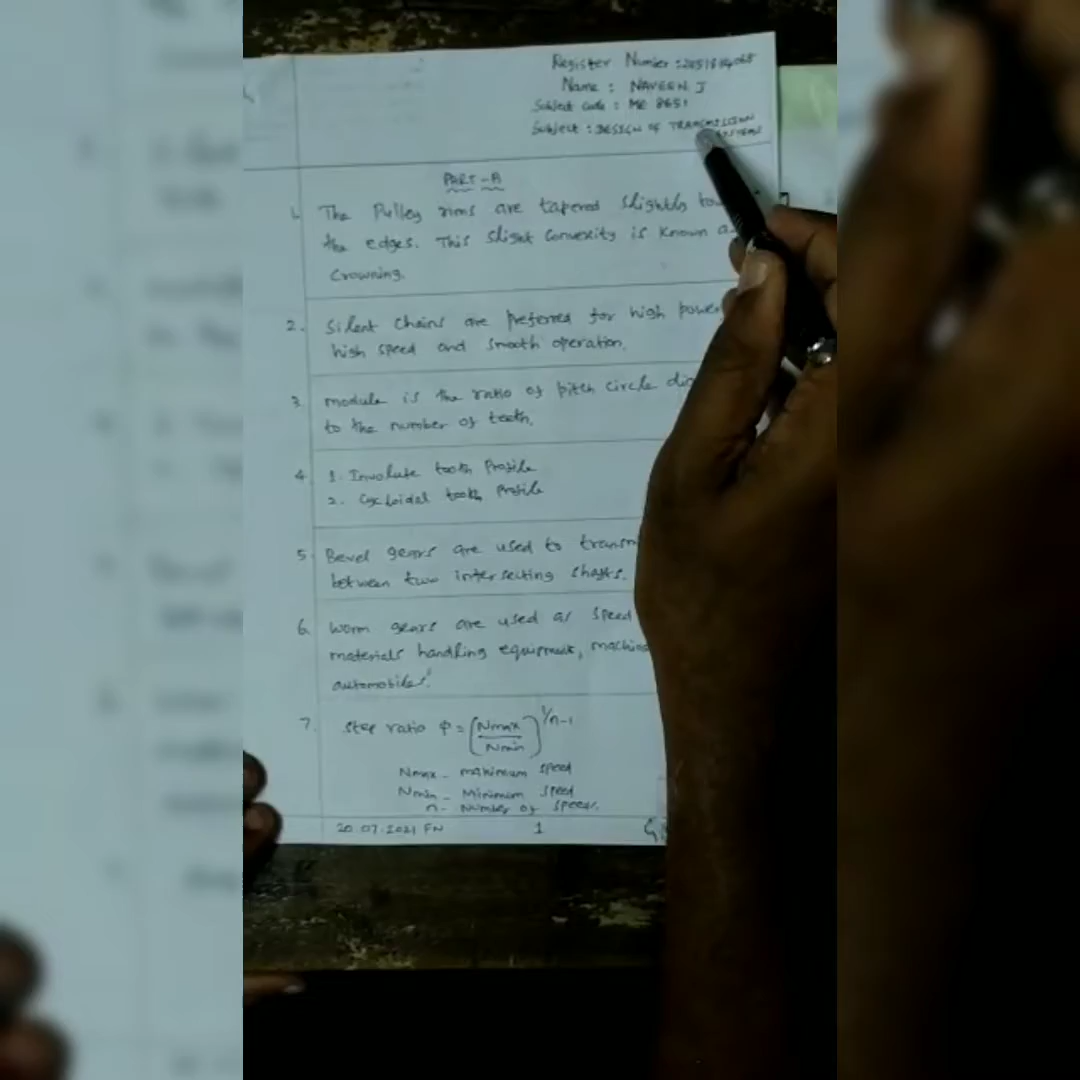 Register Number :
Name : NAVEEN J
Subject Code : ME 8651
Subject : DESIGN OF TRANSMISSION
SYSTEMS
PART-A
1. The Pulley rims are tapered slightly
the edges. This slight convexity is known
Crowning.
2. Silent chains are preferred for high power
high speed and smooth operation.
3. module is the ratio of pitch circle
to the number of teeth.
4. 1. Involute tooth Profile
2. Cycloidal tooth Profile
5. Bevel gears are used to
between two intersecting shafts.
6. Worm gears are used as speed
materials handling equipment,
automobiles.
7. Step ratio φ = (Nmax/Nmin)^1/n-1
Nmax - maximum speed
Nmin - Minimum speed
n - Number of speeds.
20.07.2021 FN 1